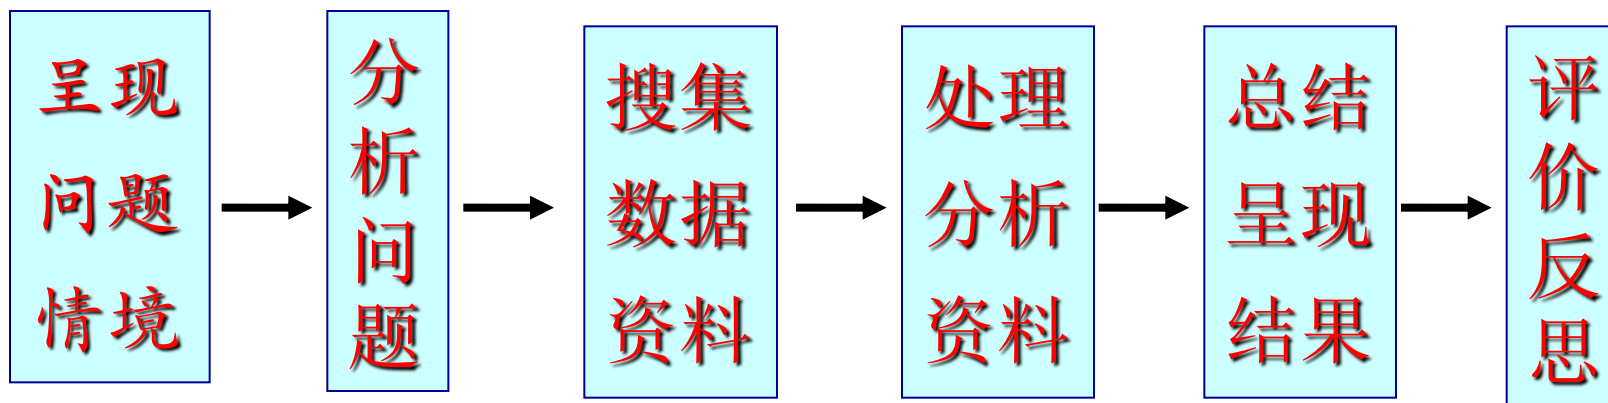 呈现
问题
情境
分
析
问
题
搜集
数据
资料
处理
分析
资料
总结
呈现
结果
评
价
反
思